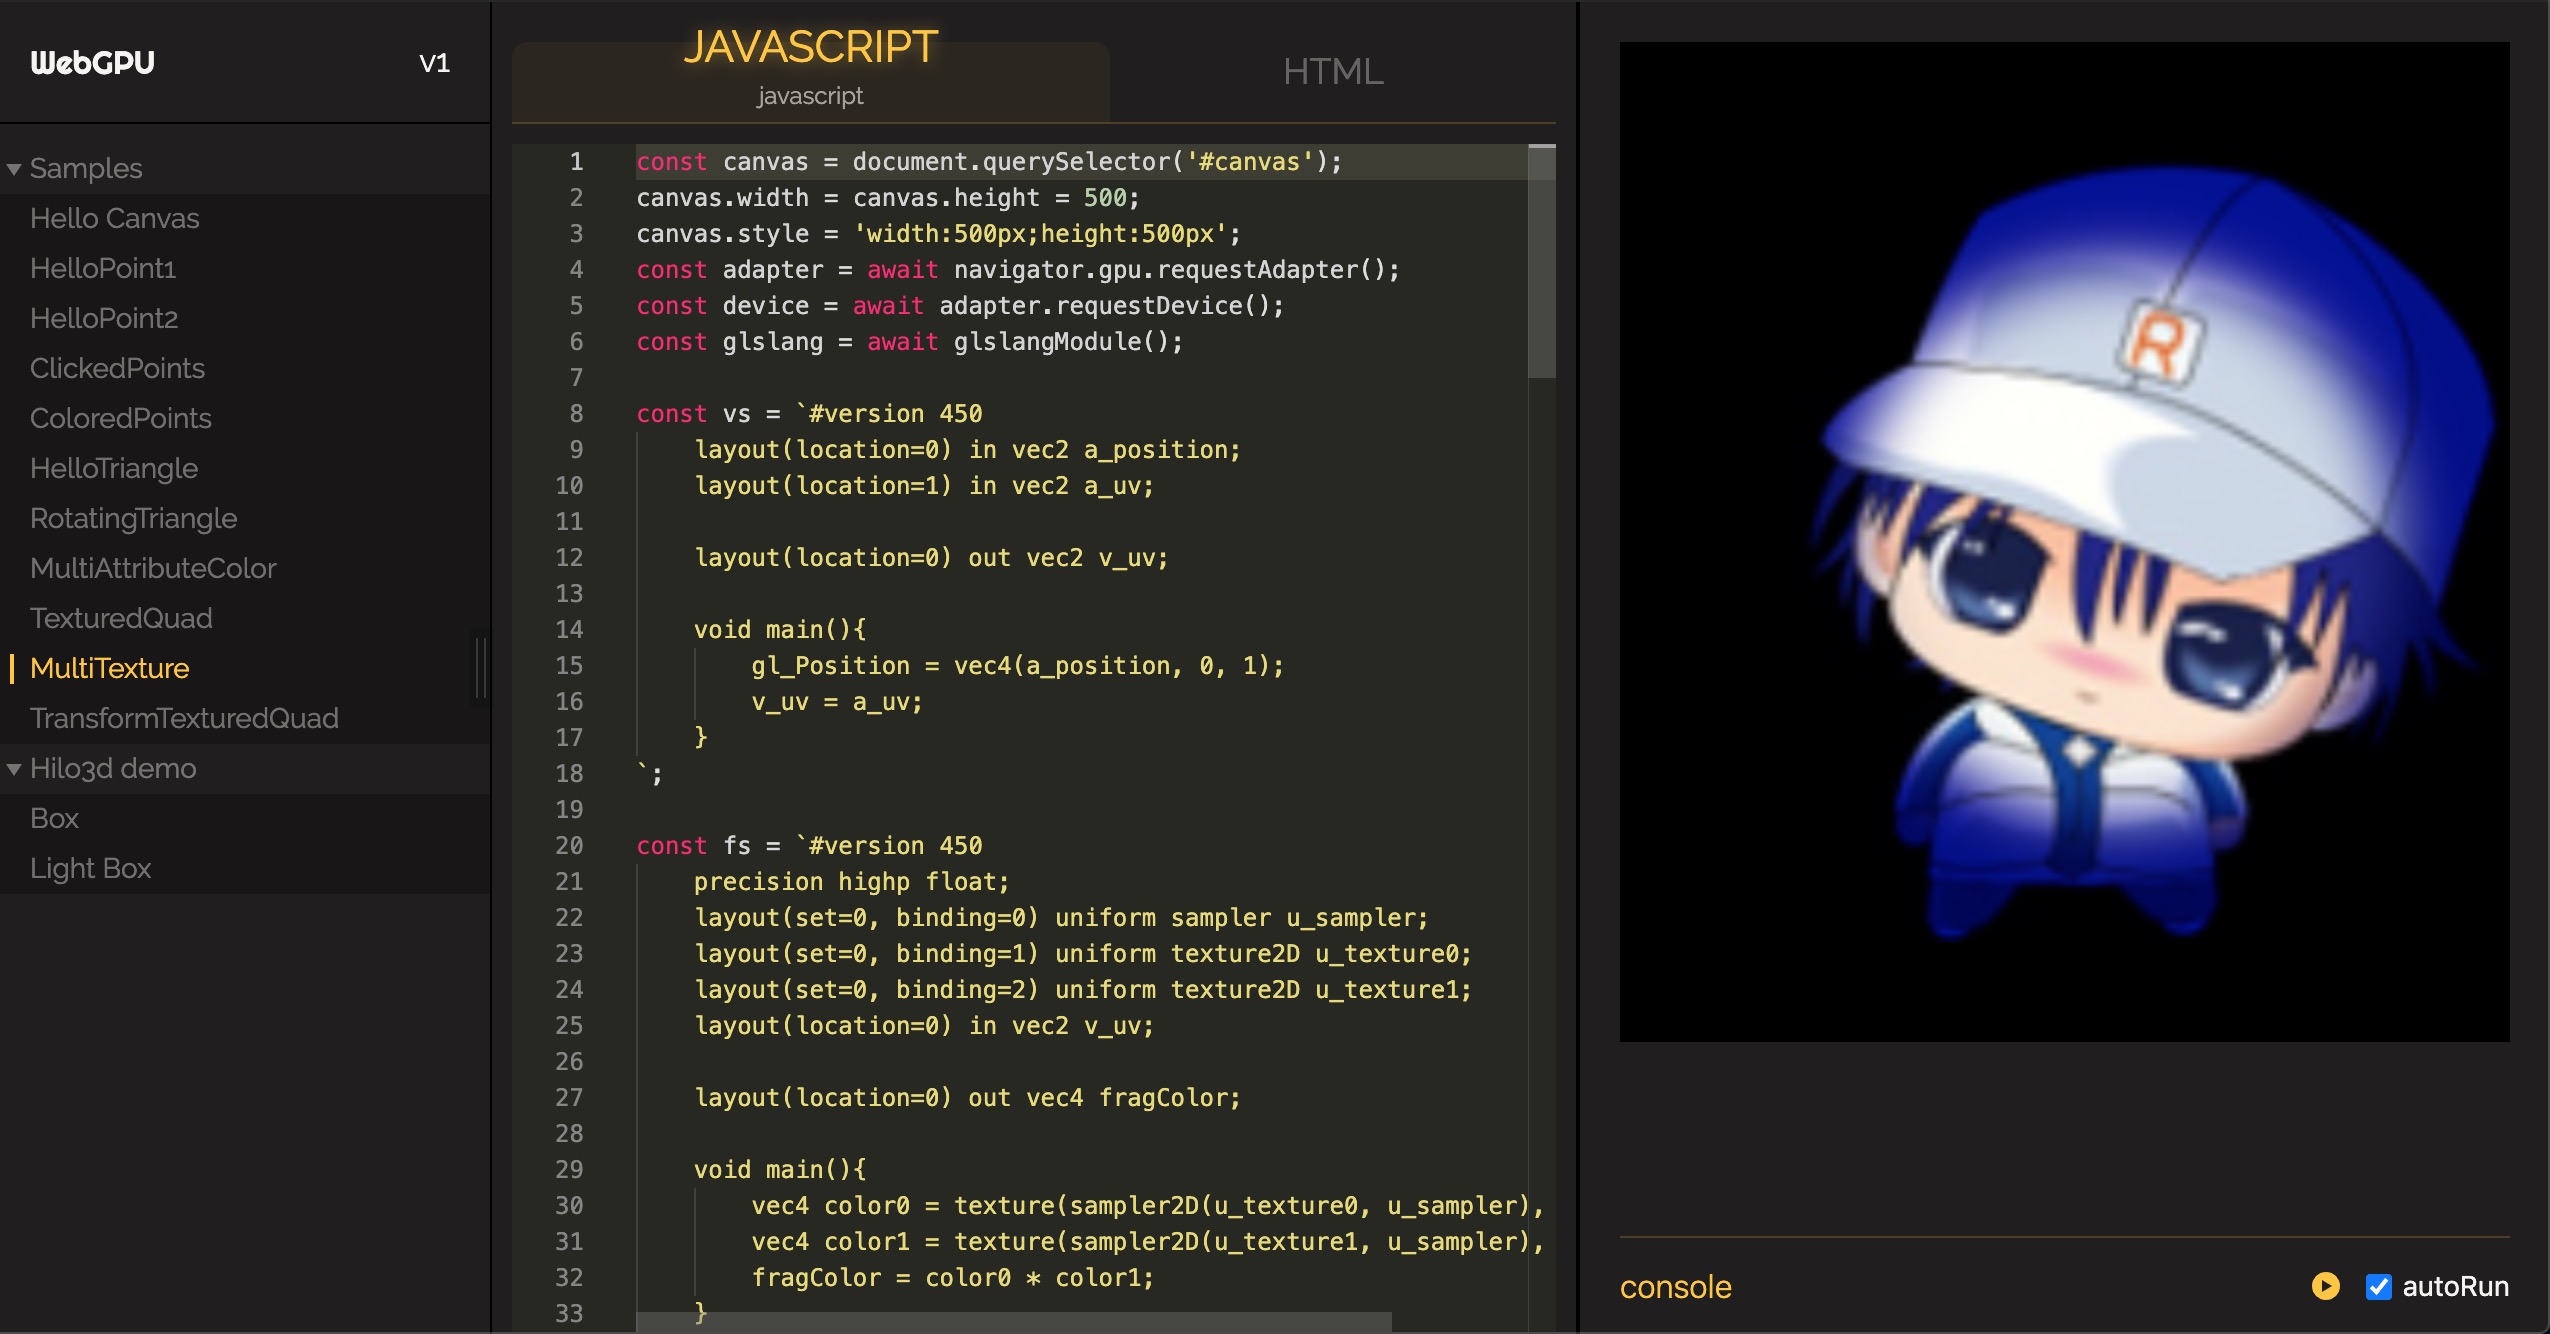 WebGPU
V1
Samples
Hello Canvas
HelloPoint1
HelloPoint2
ClickedPoints
ColoredPoints
HelloTriangle
RotatingTriangle
MultiAttributeColor
TexturedQuad
MultiTexture
TransformTexturedQuad
Hilo3d demo
Box
Light Box
JAVASCRIPT
javascript
HTML
1 const canvas = document.querySelector('#canvas');
2 canvas.width = canvas.height = 500;
3 canvas.style = 'width:500px;height:500px';
4 const adapter = await navigator.gpu.requestAdapter();
5 const device = await adapter.requestDevice();
6 const glslang = await glslangModule();
7
8 const vs = `#version 450
9 layout(location=0) in vec2 a_position;
10 layout(location=1) in vec2 a_uv;
11
12 layout(location=0) out vec2 v_uv;
13
14 void main(){
15 gl_Position = vec4(a_position, 0, 1);
16 v_uv = a_uv;
17 }
18 `;
19
20 const fs = `#version 450
21 precision highp float;
22 layout(set=0, binding=0) uniform sampler u_sampler;
23 layout(set=0, binding=1) uniform texture2D u_texture0;
24 layout(set=0, binding=2) uniform texture2D u_texture1;
25 layout(location=0) in vec2 v_uv;
26
27 layout(location=0) out vec4 fragColor;
28
29 void main(){
30 vec4 color0 = texture(sampler2D(u_texture0, u_sampler),
31 vec4 color1 = texture(sampler2D(u_texture1, u_sampler),
32 fragColor = color0 * color1;
33 }
R
console
autoRun